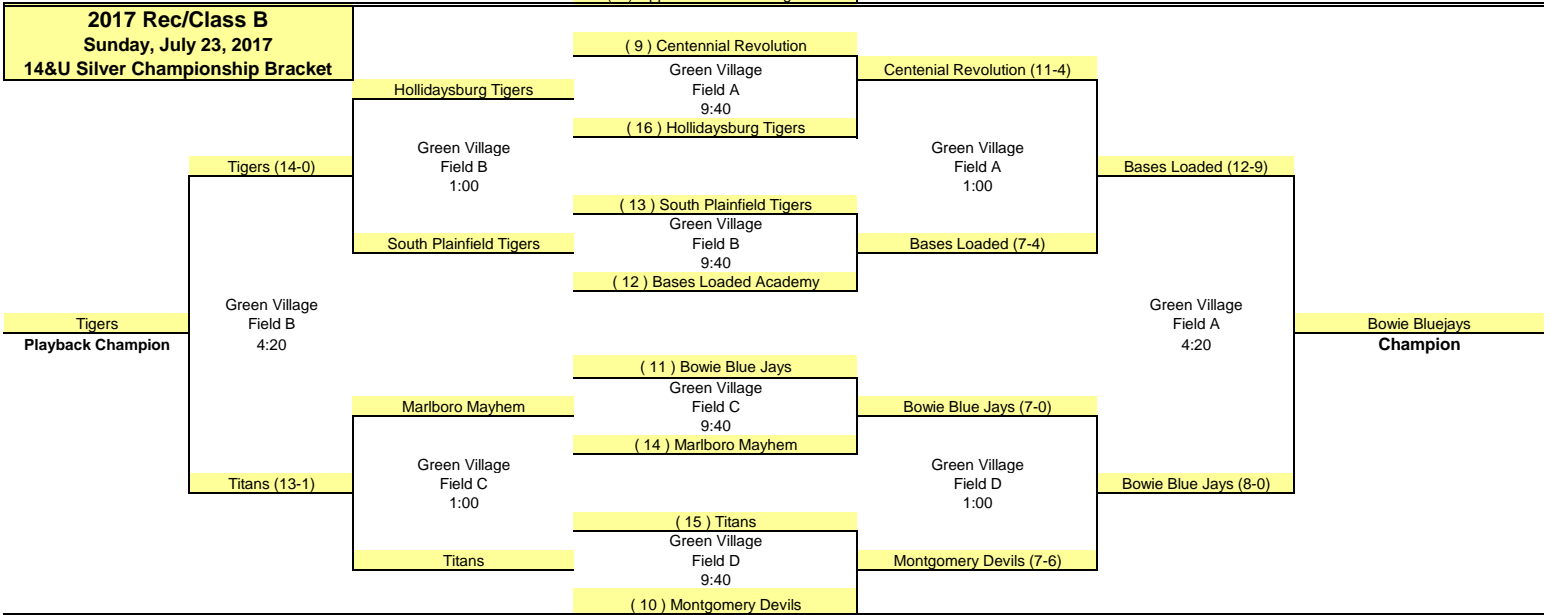 2017 Rec/Class B
Sunday, July 23, 2017
14&U Silver Championship Bracket
( 9 ) Centennial Revolution
Green Village
Field A
9:40
( 16 ) Hollidaysburg Tigers
Centenial Revolution (11-4)
Hollidaysburg Tigers
Green Village
Field B
1:00
Green Village
Field A
1:00
Tigers (14-0)
Bases Loaded (12-9)
( 13 ) South Plainfield Tigers
Green Village
Field B
9:40
( 12 ) Bases Loaded Academy
South Plainfield Tigers
Bases Loaded (7-4)
Green Village
Field B
4:20
Green Village
Field A
4:20
Tigers
Playback Champion
Bowie Bluejays
Champion
( 11 ) Bowie Blue Jays
Green Village
Field C
9:40
( 14 ) Marlboro Mayhem
Marlboro Mayhem
Bowie Blue Jays (7-0)
Green Village
Field C
1:00
Green Village
Field D
1:00
Titans (13-1)
Bowie Blue Jays (8-0)
( 15 ) Titans
Green Village
Field D
9:40
( 10 ) Montgomery Devils
Titans
Montgomery Devils (7-6)